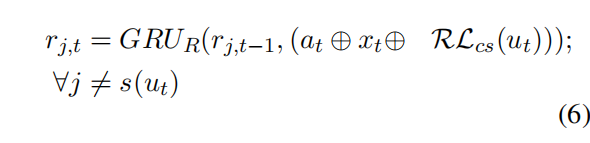 r_{j,t} = GRU_R(r_{j,t−1}, (a_t ⊕ x_t ⊕ ℛℒ_{cs}(u_t)));
∀j ≠ s(u_t)
(6)